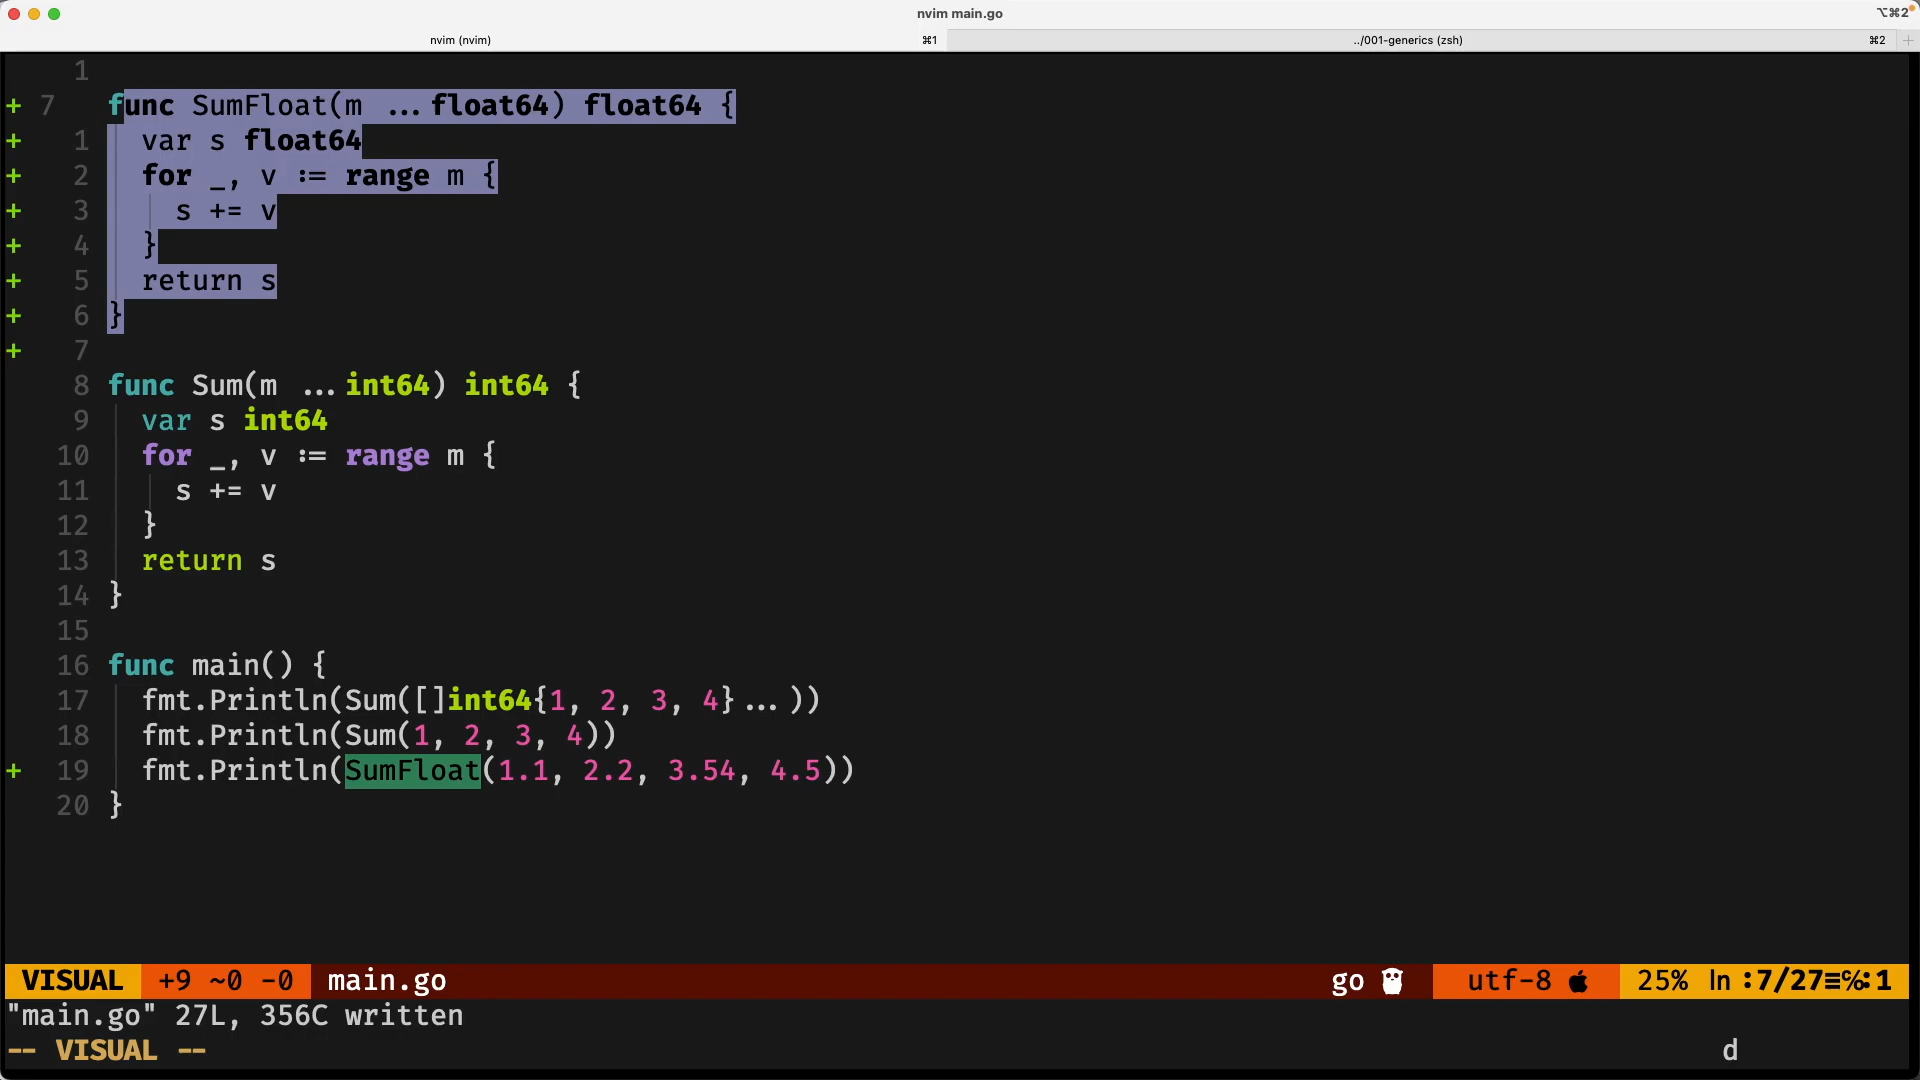 nvim main.go
⌥⌘2
nvim (nvim) ⌘1
../001-generics (zsh) ⌘2 +
1
+ 7 func SumFloat(m ...float64) float64 {
+ 1 var s float64
+ 2 for _, v := range m {
+ 3 s += v
+ 4 }
+ 5 return s
+ 6 }
+ 7
8 func Sum(m ...int64) int64 {
9 var s int64
10 for _, v := range m {
11 s += v
12 }
13 return s
14 }
15
16 func main() {
17 fmt.Println(Sum([]int64{1, 2, 3, 4}...))
18 fmt.Println(Sum(1, 2, 3, 4))
+ 19 fmt.Println(SumFloat(1.1, 2.2, 3.54, 4.5))
20 }
VISUAL +9 ~0 -0 main.go go utf-8 25% ln :7/27≡℅:1
"main.go" 27L, 356C written
-- VISUAL -- d